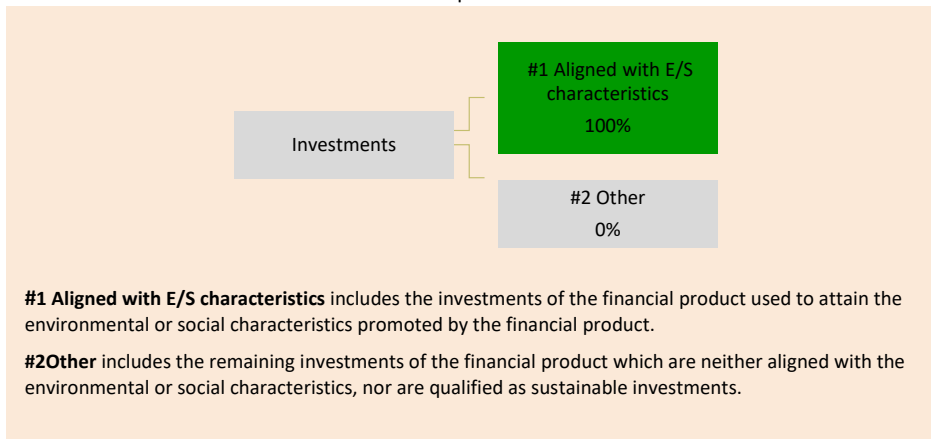 #1 Aligned with E/S
characteristics
100%
Investments
#2 Other
0%
#1 Aligned with E/S characteristics includes the investments of the financial product used to attain the
environmental or social characteristics promoted by the financial product.
#2Other includes the remaining investments of the financial product which are neither aligned with the
environmental or social characteristics, nor are qualified as sustainable investments.